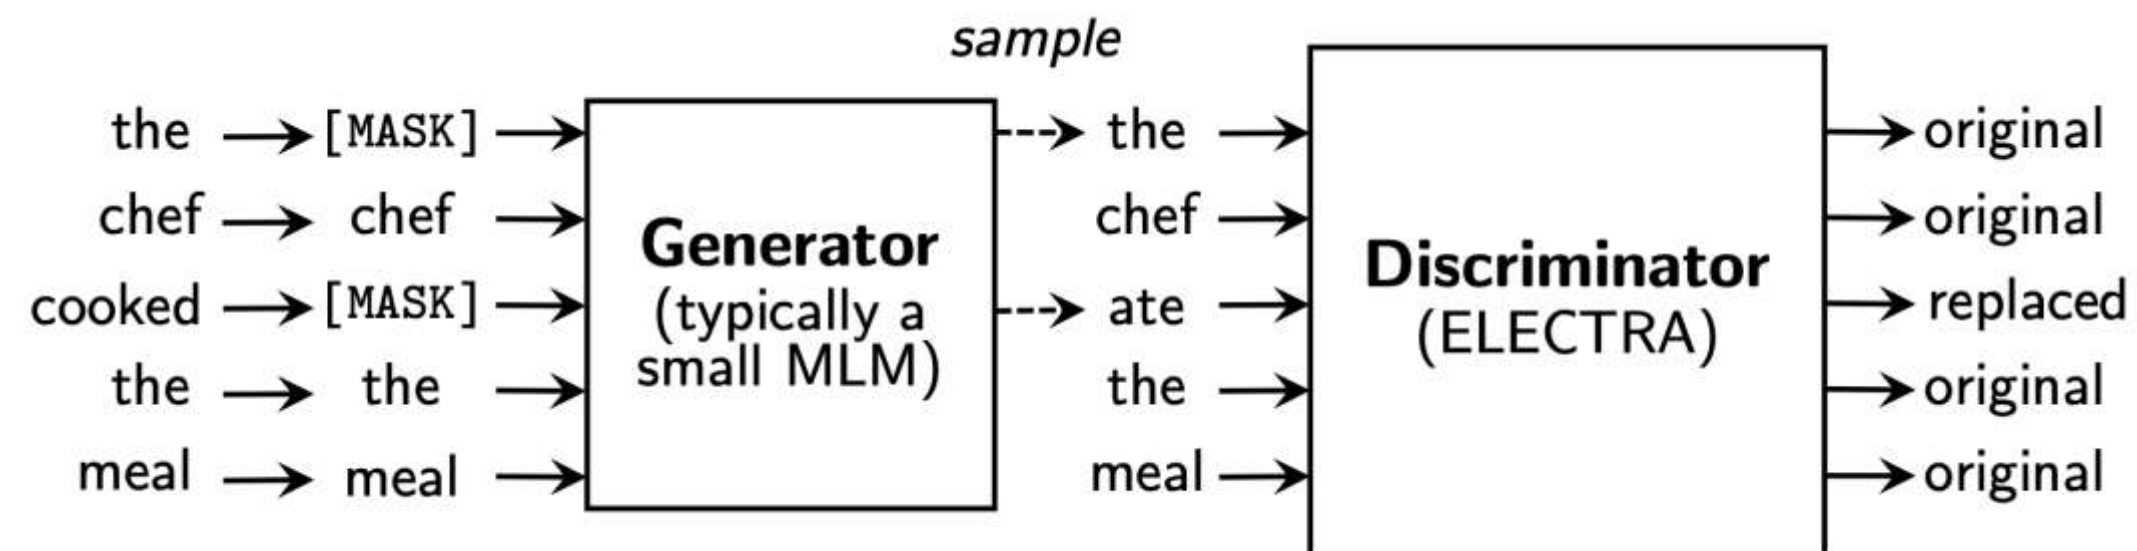 sample
the [MASK] the original
chef chef chef original
cooked [MASK] ate replaced
the the the original
meal meal meal original
Generator
(typically a
small MLM)
Discriminator
(ELECTRA)